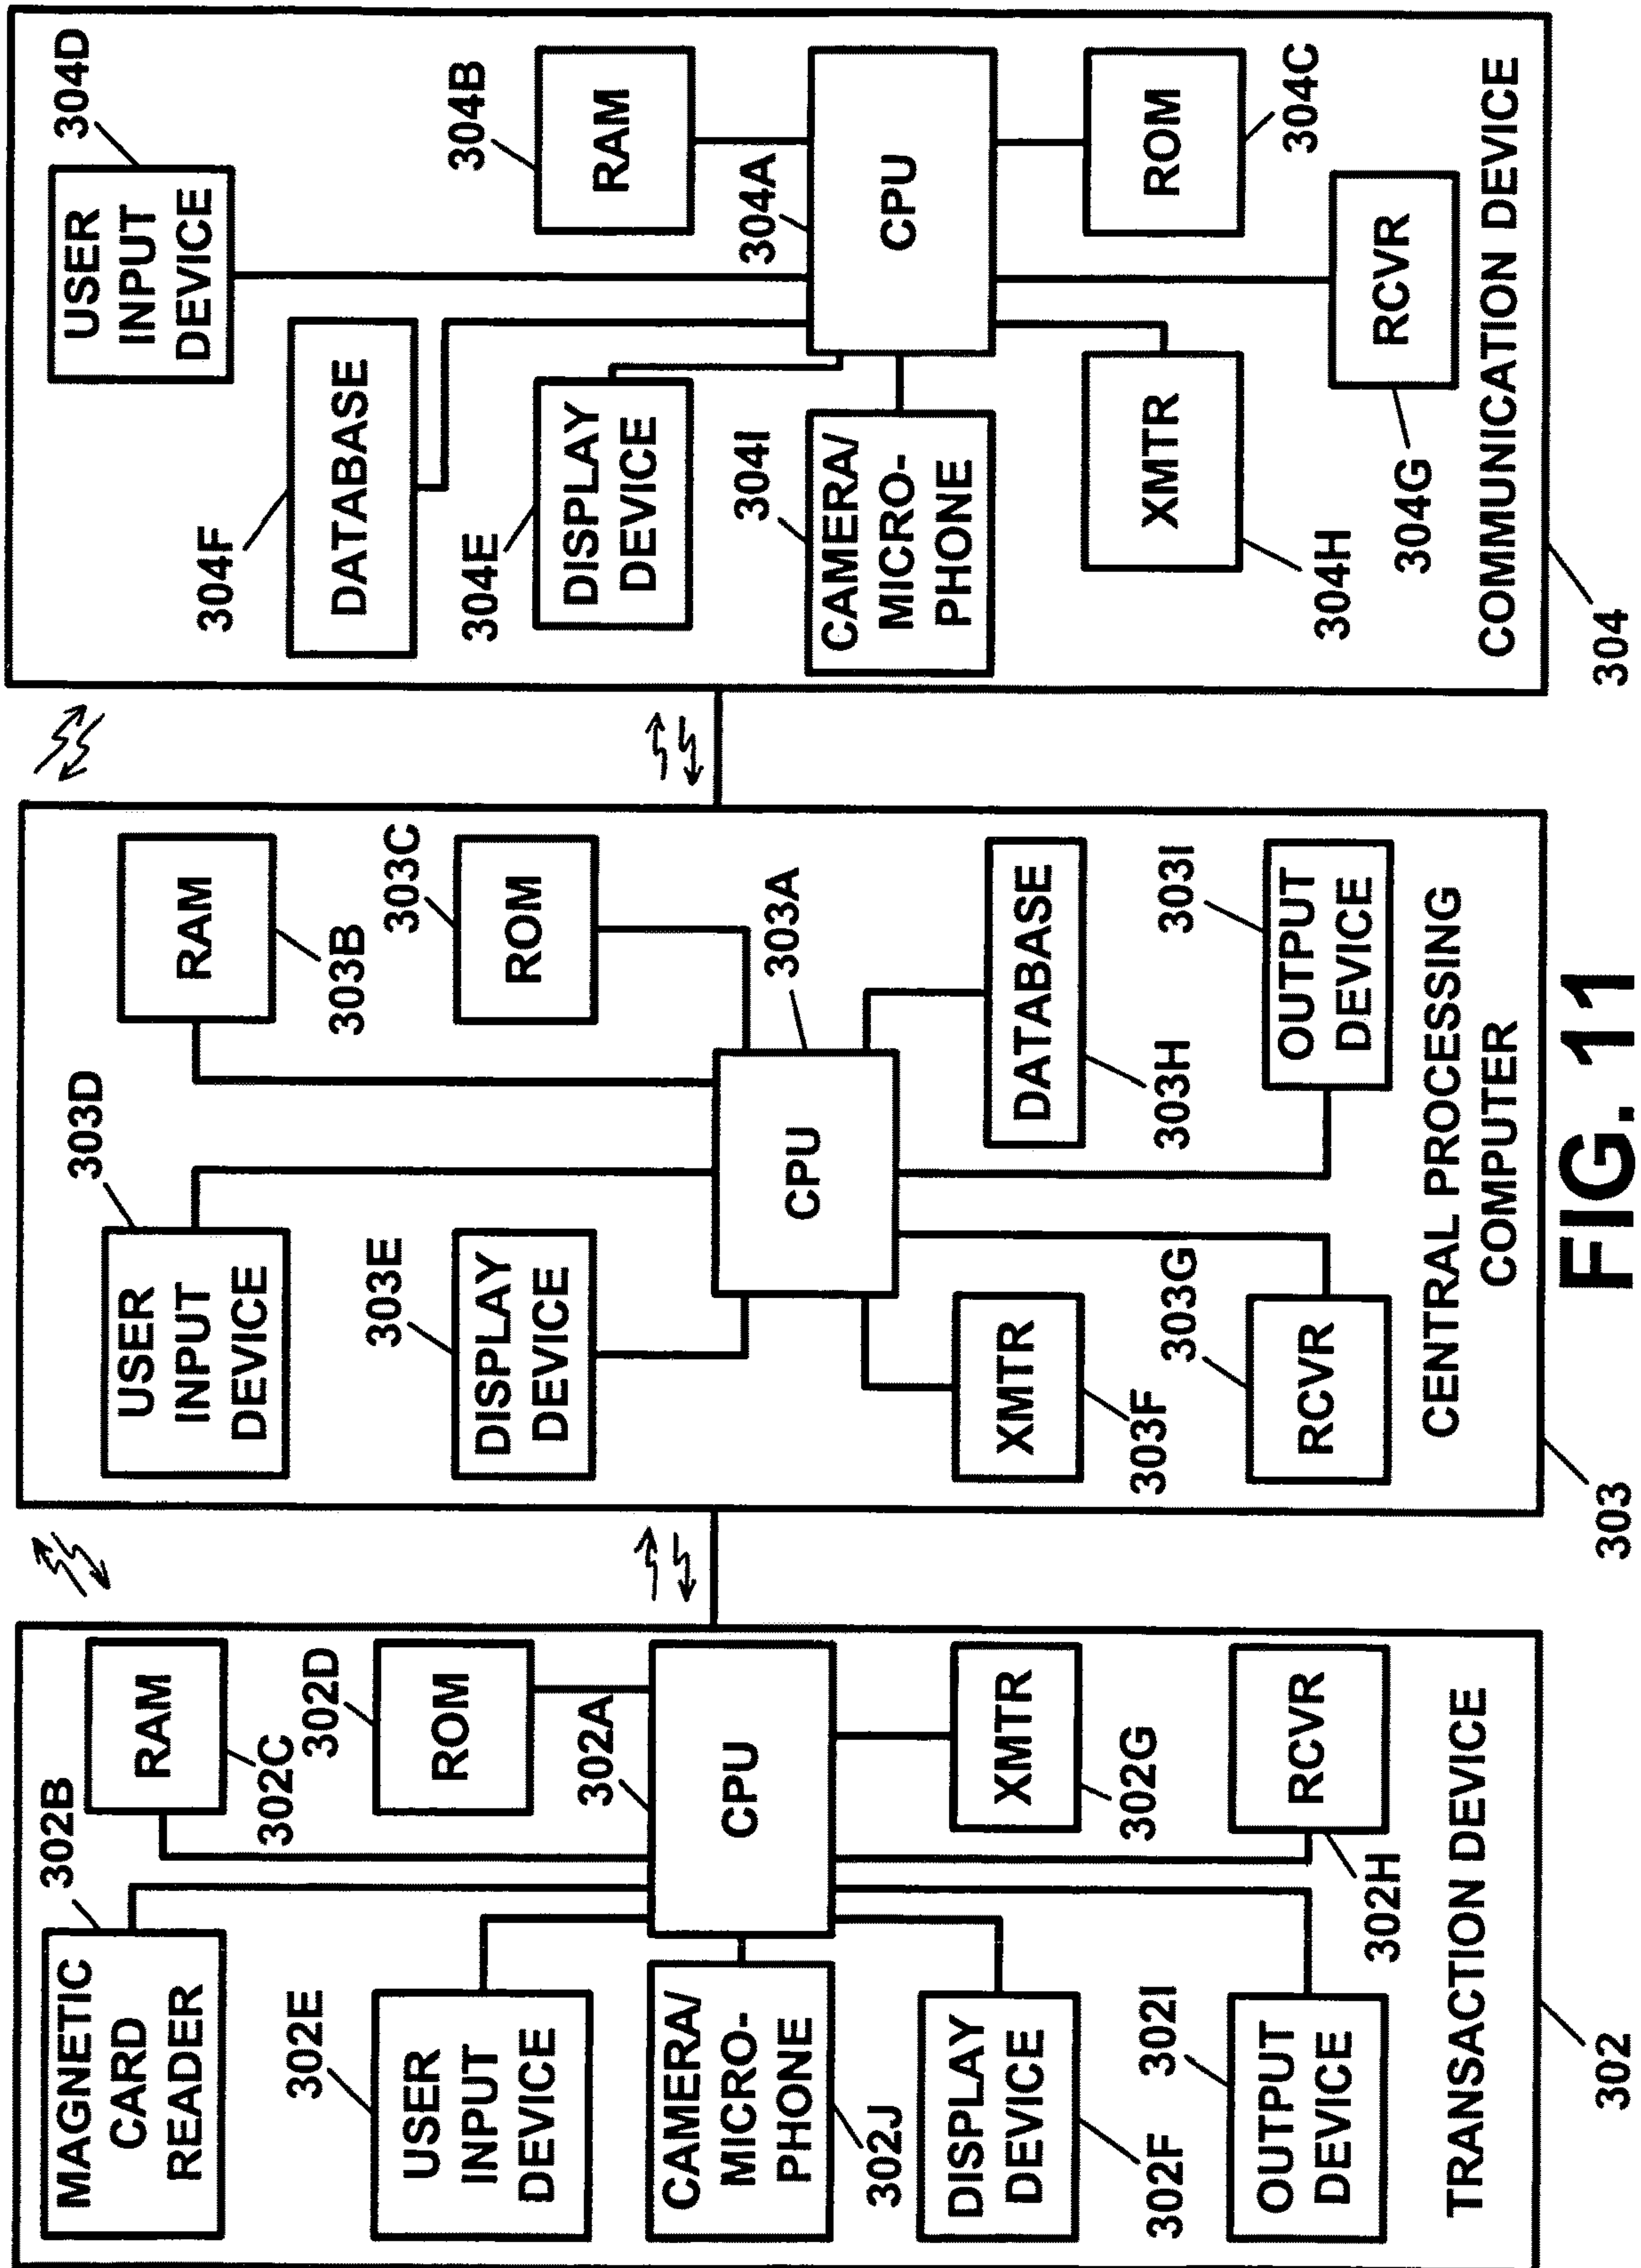 302B
MAGNETIC
CARD
READER
RAM
302C
302E
USER
INPUT
DEVICE
302D
ROM
302A
CPU
CAMERA/
MICRO-
PHONE
302J
DISPLAY
DEVICE
302F
XMTR
302G
302I
OUTPUT
DEVICE
RCVR
302H
TRANSACTION DEVICE
302
303D
USER
INPUT
DEVICE
RAM
303B
303E
DISPLAY
DEVICE
303C
ROM
303A
CPU
XMTR
303F
DATABASE
303H
303G
RCVR
303I
OUTPUT
DEVICE
CENTRAL PROCESSING
COMPUTER
303
304D
USER
INPUT
DEVICE
304F
DATABASE
304B
RAM
304E
DISPLAY
DEVICE
304A
CPU
304I
CAMERA/
MICRO-
PHONE
XMTR
304H
ROM
304C
RCVR
304G
COMMUNICATION DEVICE
304
FIG. 11